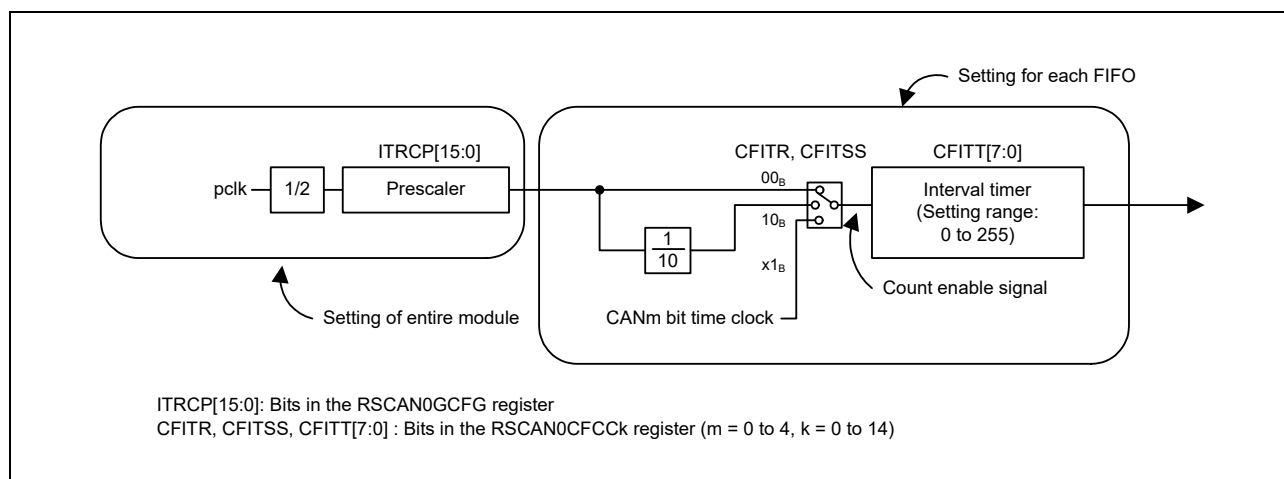 Setting for each FIFO
ITRCP[15:0]
CFITR, CFITSS
CFITT[7:0]
pclk
1/2
Prescaler
00B
10B
x1B
1
10
Interval timer
(Setting range:
0 to 255)
Count enable signal
Setting of entire module
CANm bit time clock
ITRCP[15:0]: Bits in the RSCAN0GCFG register
CFITR, CFITSS, CFITT[7:0] : Bits in the RSCAN0CFCCk register (m = 0 to 4, k = 0 to 14)